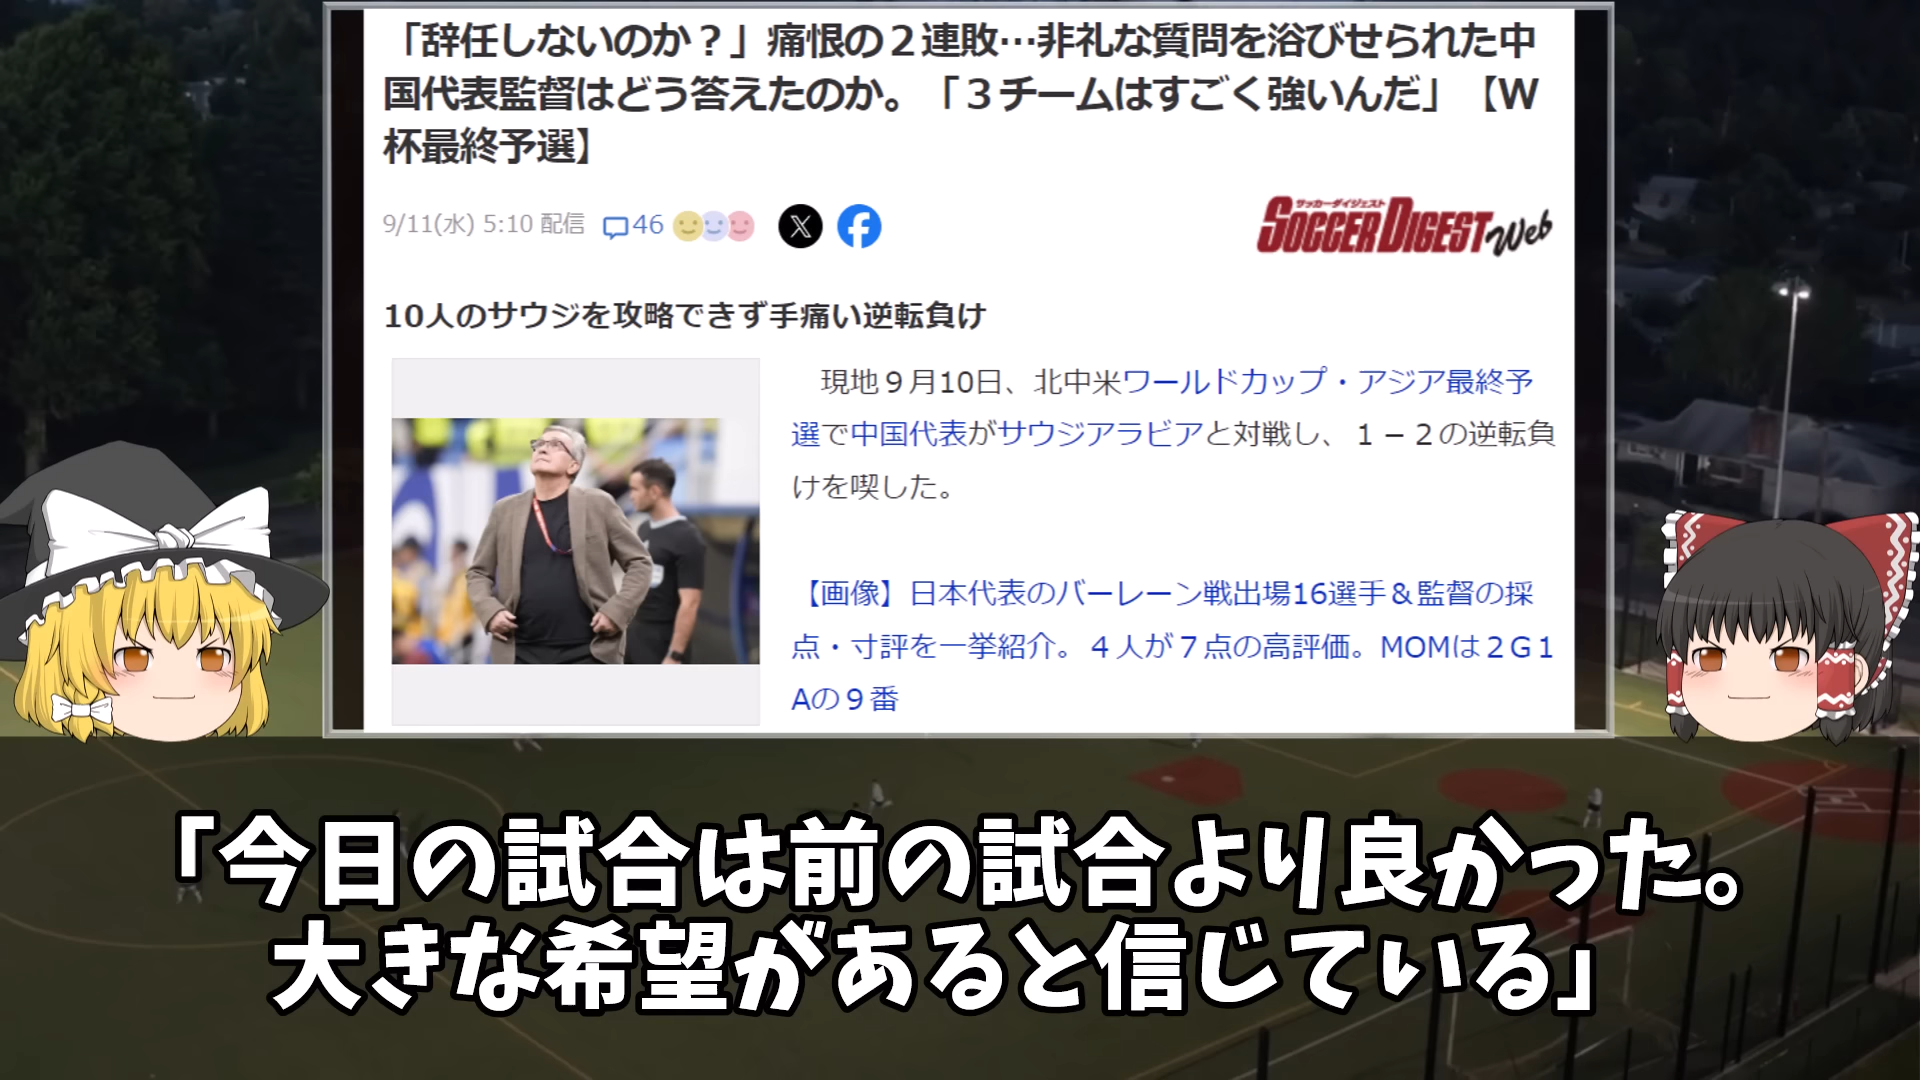 「辞任しないのか？」痛恨の２連敗…非礼な質問を浴びせられた中
国代表監督はどう答えたのか。「３チームはすごく強いんだ」【W
杯最終予選】
9/11(水) 5:10 配信 46
サッカーダイジェスト
SOCCER DIGEST Web
10人のサウジを攻略できず手痛い逆転負け
現地９月10日、北中米ワールドカップ・アジア最終予
選で中国代表がサウジアラビアと対戦し、１－２の逆転負
けを喫した。
【画像】日本代表のバーレーン戦出場16選手＆監督の採
点・寸評を一挙紹介。４人が７点の高評価。MOMは２G１
Aの９番
「今日の試合は前の試合より良かった。
大きな希望があると信じている」